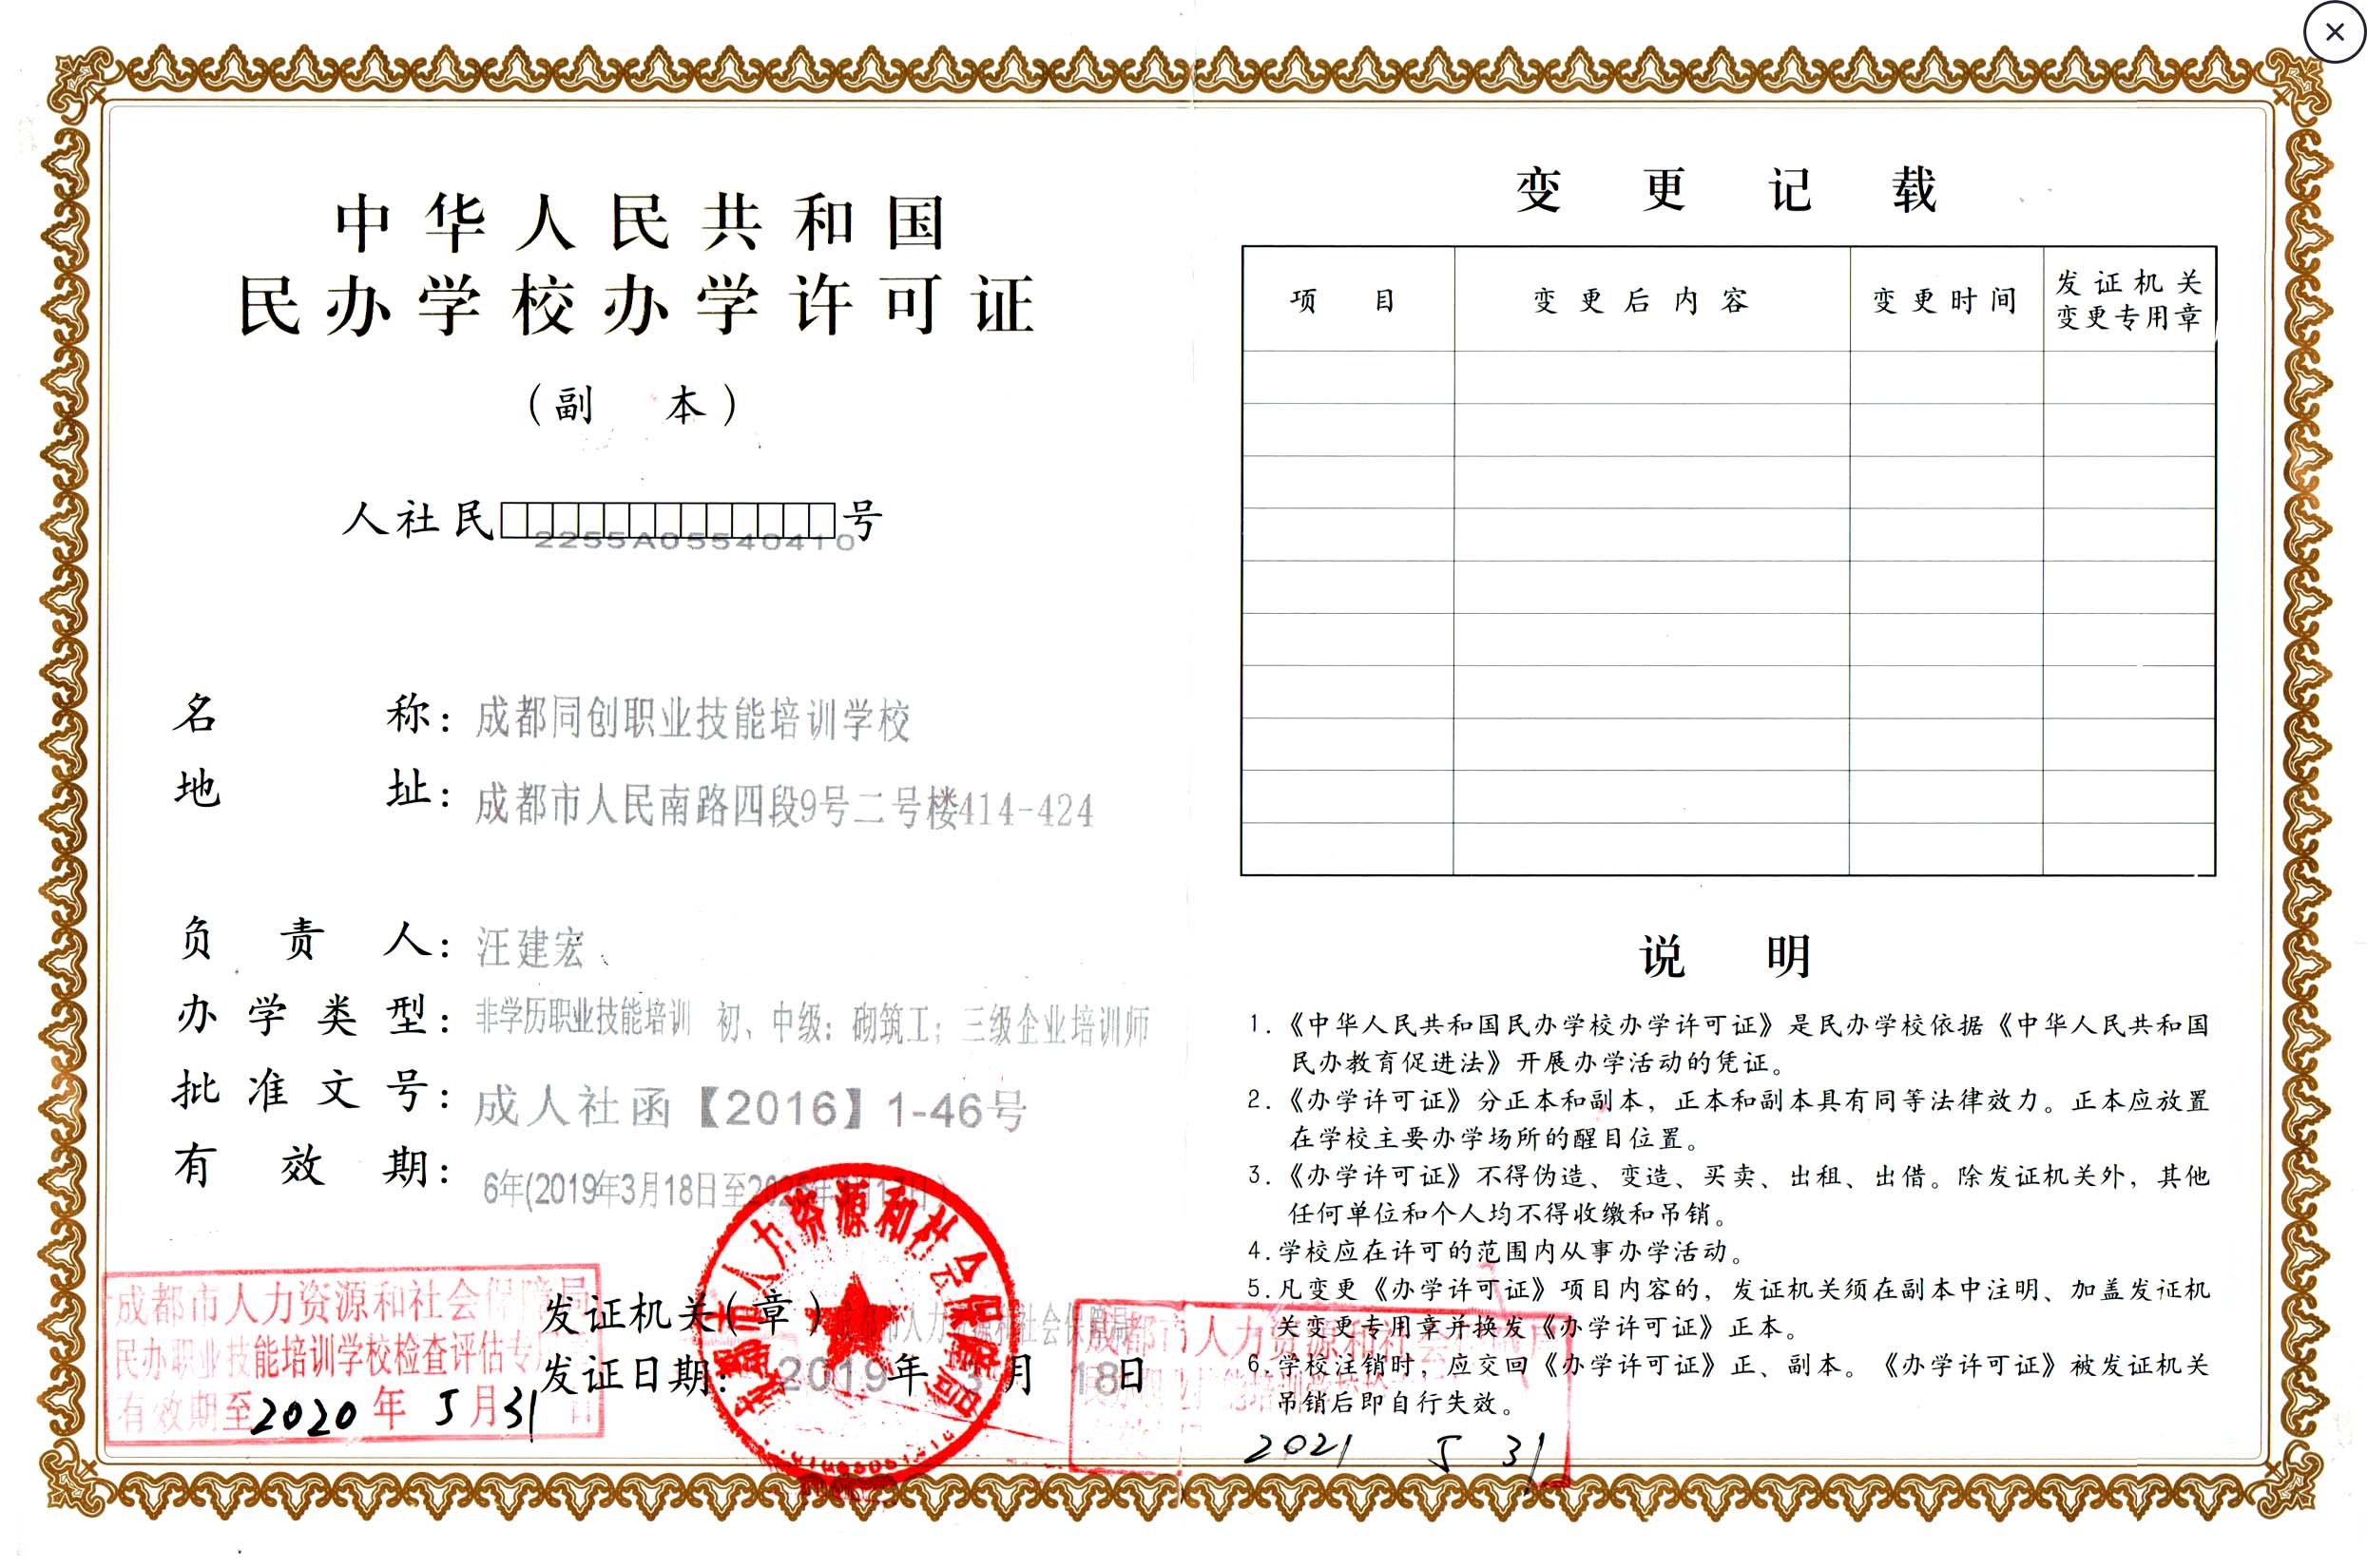 中华人民共和国
民办学校办学许可证
（副 本）
人社民 号
2255A05540410
名 称：成都同创职业技能培训学校
地 址：成都市人民南路四段9号二号楼414-424
负 责 人：汪建宏
办 学 类 型：非学历职业技能培训 初、中级：砌筑工；三级企业培训师
批 准 文 号：成人社函【2016】1-46号
有 效 期：6年(2019年3月18日至
发证机关（章）成都市人力资源和社会保障局
发证日期：2019年 3月 18日
成都市人力资源和社会保障局
成都市人力资源和社会保障局
民办职业技能培训学校检查评估专用
有效期至2020年5月31日
变 更 记 载
项 目 变更后内容 变更时间 发证机关变更专用章
说 明
1.《中华人民共和国民办学校办学许可证》是民办学校依据《中华人民共和国
民办教育促进法》开展办学活动的凭证。
2.《办学许可证》分正本和副本，正本和副本具有同等法律效力。正本应放置
在学校主要办学场所的醒目位置。
3.《办学许可证》不得伪造、变造、买卖、出租、出借。除发证机关外，其他
任何单位和个人均不得收缴和吊销。
4.学校应在许可的范围内从事办学活动。
5.凡变更《办学许可证》项目内容的，发证机关须在副本中注明、加盖发证机
关变更专用章并换发《办学许可证》正本。
6.学校注销时，应交回《办学许可证》正、副本。《办学许可证》被发证机关
吊销后即自行失效。
成都市人力资源和社会保障局
2021 5 31